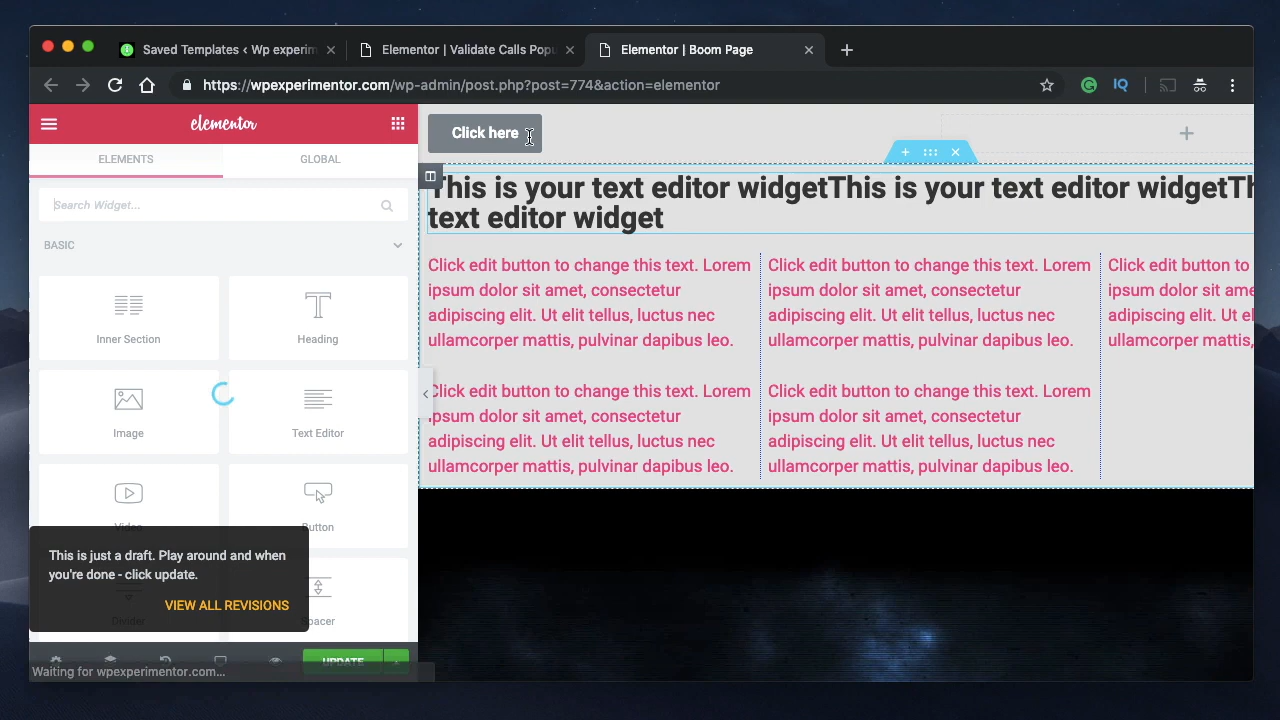 Saved Templates ‹ Wp experim
Elementor | Validate Calls Popu
Elementor | Boom Page
https://wpexperimentor.com/wp-admin/post.php?post=774&action=elementor
IQ
elementor
ELEMENTS
GLOBAL
Search Widget...
BASIC
Inner Section
Heading
Image
Text Editor
Video
Button
Divider
Spacer
This is just a draft. Play around and when
you're done - click update.
VIEW ALL REVISIONS
UPDATE
Waiting for wpexperimentor.com...
Click here
This is your text editor widgetThis is your text editor widgetTh
text editor widget
Click edit button to change this text. Lorem
ipsum dolor sit amet, consectetur
adipiscing elit. Ut elit tellus, luctus nec
ullamcorper mattis, pulvinar dapibus leo.
Click edit button to change this text. Lorem
ipsum dolor sit amet, consectetur
adipiscing elit. Ut elit tellus, luctus nec
ullamcorper mattis, pulvinar dapibus leo.
Click edit button to change this text. Lorem
ipsum dolor sit amet, consectetur
adipiscing elit. Ut elit tellus, luctus nec
ullamcorper mattis, pulvinar dapibus leo.
Click edit button to change this text. Lorem
ipsum dolor sit amet, consectetur
adipiscing elit. Ut elit tellus, luctus nec
ullamcorper mattis, pulvinar dapibus leo.
Click edit button to
ipsum dolor sit ame
adipiscing elit. Ut el
ullamcorper mattis,